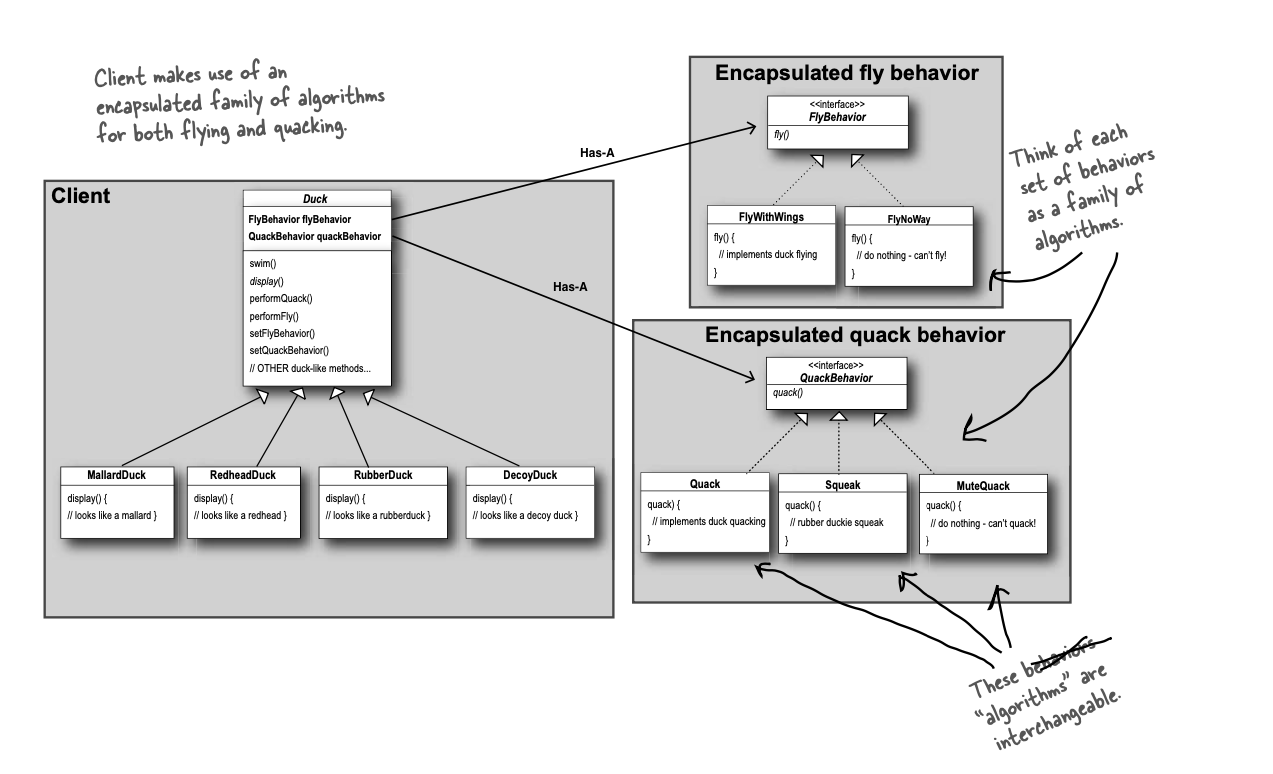 Client makes use of an
encapsulated family of algorithms
for both flying and quacking.
Client
Duck
FlyBehavior flyBehavior
QuackBehavior quackBehavior
swim()
display()
performQuack()
performFly()
setFlyBehavior()
setQuackBehavior()
// OTHER duck-like methods...
MallardDuck
display() {
// looks like a mallard }
RedheadDuck
display() {
// looks like a redhead }
RubberDuck
display() {
// looks like a rubberduck }
DecoyDuck
display() {
// looks like a decoy duck }
Has-A
Has-A
Encapsulated fly behavior
<<interface>>
FlyBehavior
fly()
FlyWithWings
fly() {
// implements duck flying
}
FlyNoWay
fly() {
// do nothing - can't fly!
}
Think of each
set of behaviors
as a family of
algorithms.
Encapsulated quack behavior
<<interface>>
QuackBehavior
quack()
Quack
quack) {
// implements duck quacking
}
Squeak
quack() {
// rubber duckie squeak
}
MuteQuack
quack() {
// do nothing - can't quack!
}
These behaviors
“algorithms” are
interchangeable.